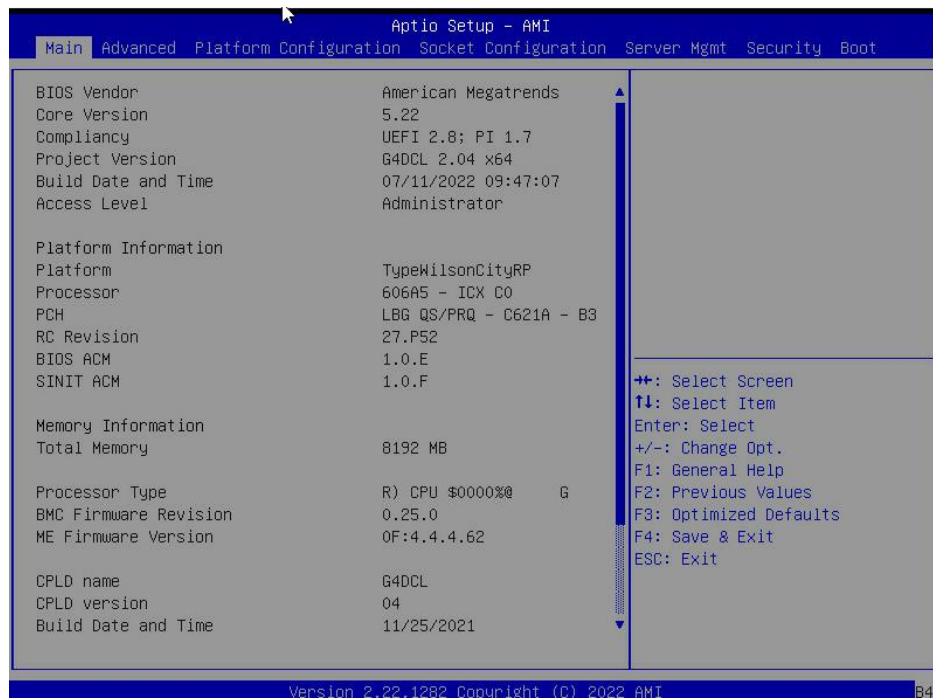 Aptio Setup – AMI
Main Advanced Platform Configuration Socket Configuration Server Mgmt Security Boot
BIOS Vendor American Megatrends
Core Version 5.22
Compliancy UEFI 2.8; PI 1.7
Project Version G4DCL 2.04 x64
Build Date and Time 07/11/2022 09:47:07
Access Level Administrator
Platform Information
Platform TypeWilsonCityRP
Processor 606A5 – ICX C0
PCH LBG QS/PRQ – C621A – B3
RC Revision 27.P52
BIOS ACM 1.0.E
SINIT ACM 1.0.F
Memory Information
Total Memory 8192 MB
Processor Type R) CPU $0000%@ G
BMC Firmware Revision 0.25.0
ME Firmware Version 0F:4.4.4.62
CPLD name G4DCL
CPLD version 04
Build Date and Time 11/25/2021
→←: Select Screen
↑↓: Select Item
Enter: Select
+/-: Change Opt.
F1: General Help
F2: Previous Values
F3: Optimized Defaults
F4: Save & Exit
ESC: Exit
Version 2.22.1282 Copyright (C) 2022 AMI
B4